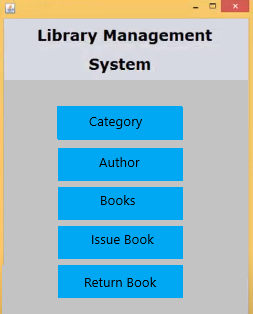 Library Management
System
Category
Author
Books
Issue Book
Return Book